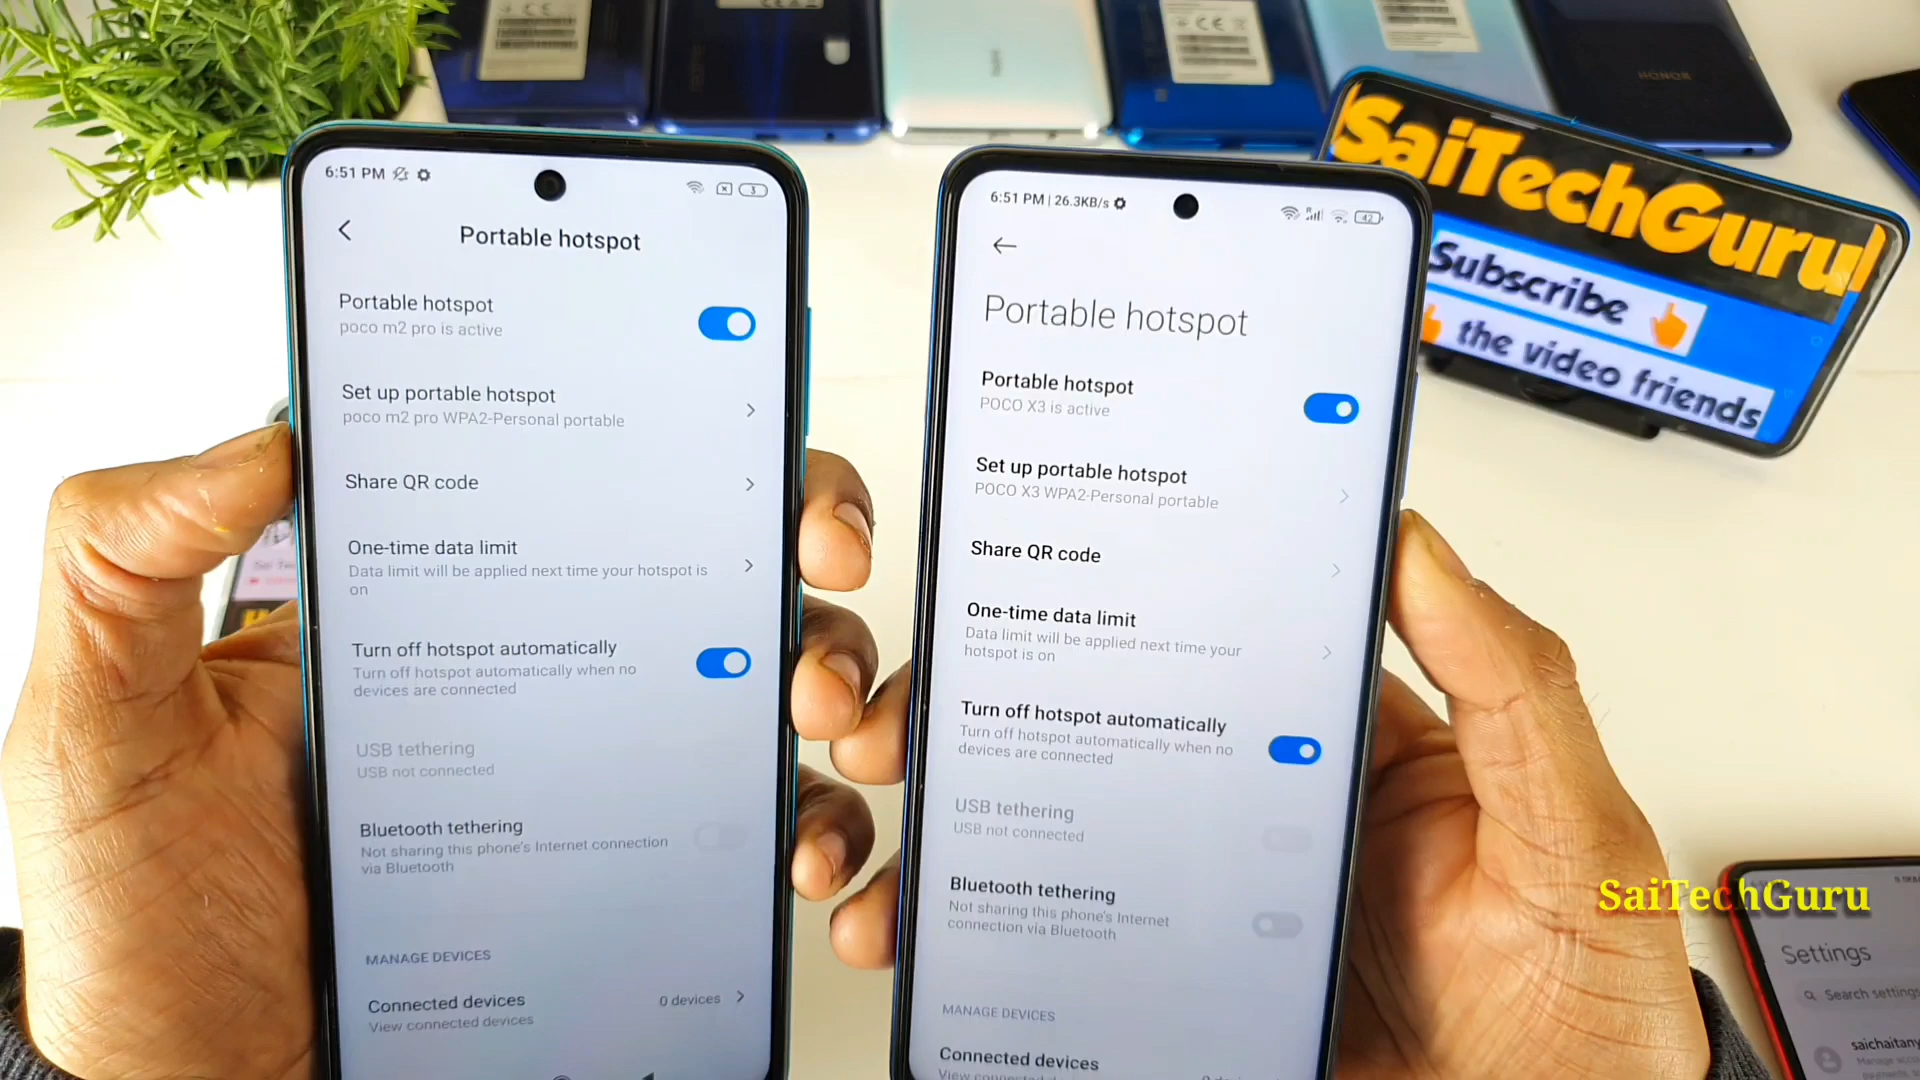 HONOR
SaiTechGuru
Subscribe
the video friends
6:51 PM
3
Portable hotspot
Portable hotspot
poco m2 pro is active
Set up portable hotspot
poco m2 pro WPA2-Personal portable
Share QR code
One-time data limit
Data limit will be applied next time your hotspot is
on
Turn off hotspot automatically
Turn off hotspot automatically when no
devices are connected
USB tethering
USB not connected
Bluetooth tethering
Not sharing this phone's Internet connection
via Bluetooth
MANAGE DEVICES
Connected devices
0 devices
View connected devices
6:51 PM | 26.3KB/s
42
Portable hotspot
Portable hotspot
POCO X3 is active
Set up portable hotspot
POCO X3 WPA2-Personal portable
Share QR code
One-time data limit
Data limit will be applied next time your
hotspot is on
Turn off hotspot automatically
Turn off hotspot automatically when no
devices are connected
USB tethering
USB not connected
Bluetooth tethering
Not sharing this phone's Internet
connection via Bluetooth
MANAGE DEVICES
Connected devices
SaiTechGuru
Settings
Search settings
saichaitany